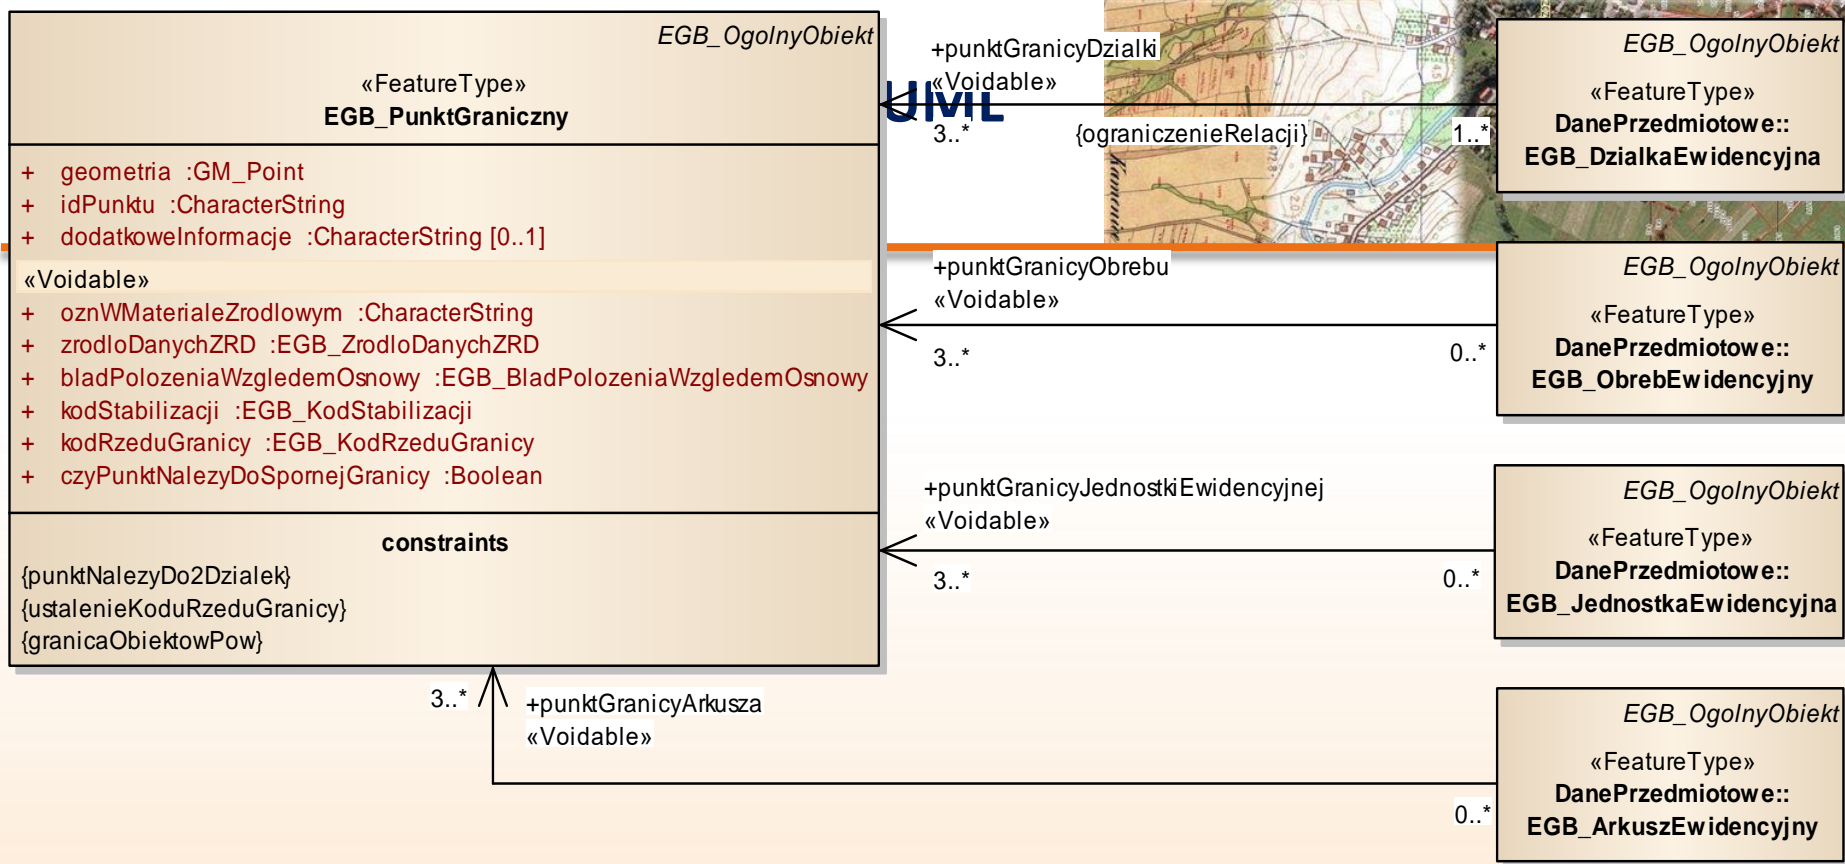 EGB_OgolnyObiekt
«FeatureType»
EGB_PunktGraniczny
+ geometria :GM_Point
+ idPunktu :CharacterString
+ dodatkoweInformacje :CharacterString [0..1]
«Voidable»
+ oznWMaterialeZrodlowym :CharacterString
+ zrodloDanychZRD :EGB_ZrodloDanychZRD
+ bladPolozeniaWzgledemOsnowy :EGB_BladPolozeniaWzgledemOsnowy
+ kodStabilizacji :EGB_KodStabilizacji
+ kodRzeduGranicy :EGB_KodRzeduGranicy
+ czyPunktNalezyDoSpornejGranicy :Boolean
constraints
{punktNalezyDo2Dzialek}
{ustalenieKoduRzeduGranicy}
{granicaObiektowPow}
UML
+punktGranicyDzialki
«Voidable»
3..*
{ograniczenieRelacji}
1..*
EGB_OgolnyObiekt
«FeatureType»
DanePrzedmiotowe::
EGB_DzialkaEwidencyjna
+punktGranicyObrebu
«Voidable»
3..*
0..*
EGB_OgolnyObiekt
«FeatureType»
DanePrzedmiotowe::
EGB_ObrebEwidencyjny
+punktGranicyJednostkiEwidencyjnej
«Voidable»
3..*
0..*
EGB_OgolnyObiekt
«FeatureType»
DanePrzedmiotowe::
EGB_JednostkaEwidencyjna
3..*
+punktGranicyArkusza
«Voidable»
0..*
EGB_OgolnyObiekt
«FeatureType»
DanePrzedmiotowe::
EGB_ArkuszEwidencyjny